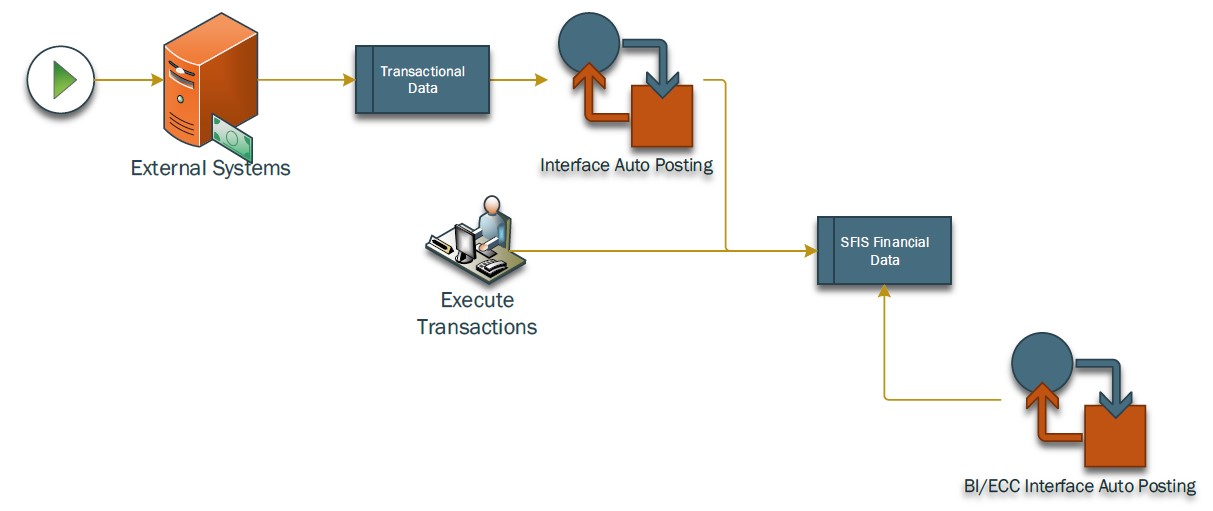 Transactional
Data
External Systems
Interface Auto Posting
SFIS Financial
Data
Execute
Transactions
BI/ECC Interface Auto Posting